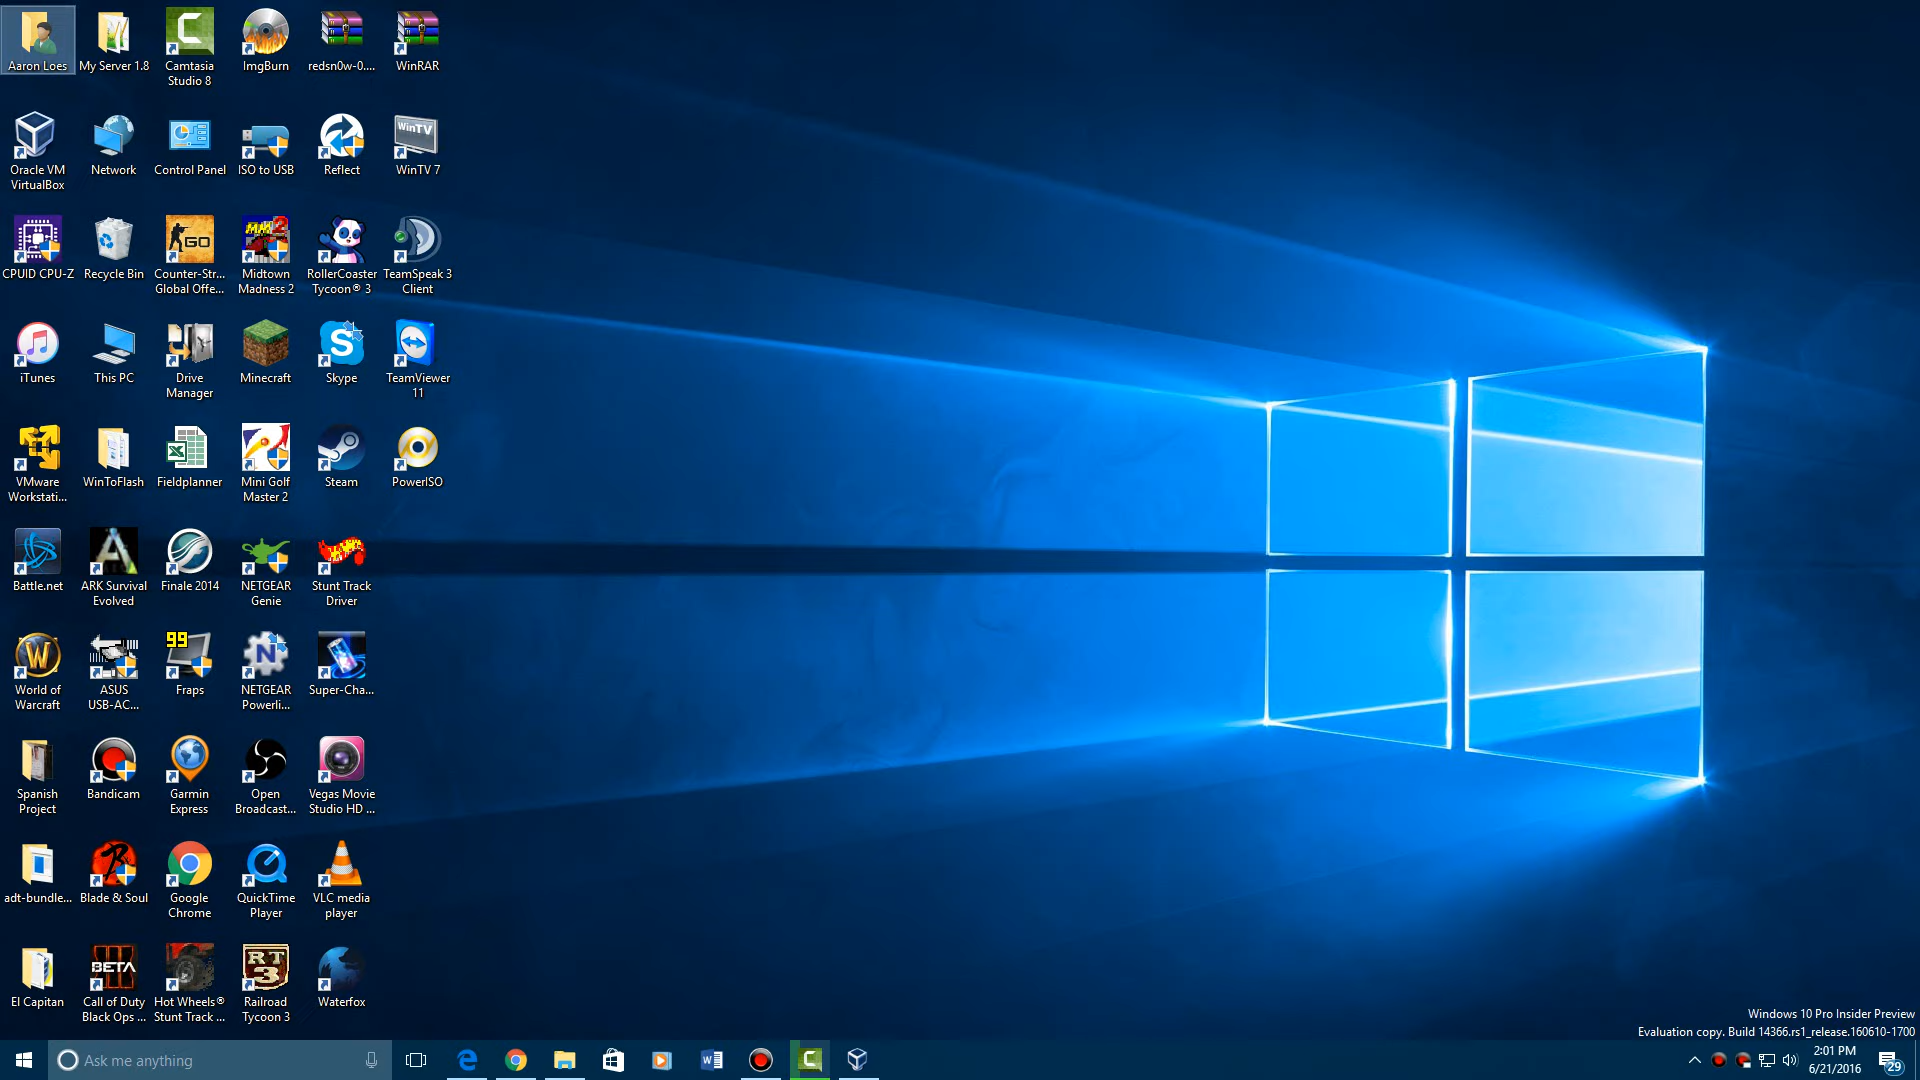 Aaron Loes
My Server 1.8
Camtasia
Studio 8
ImgBurn
redsn0w-0....
WinRAR
Oracle VM
VirtualBox
Network
Control Panel
ISO to USB
Reflect
WinTV
WinTV 7
CPUID CPU-Z
Recycle Bin
GO
Counter-Str...
Global Offe...
MM2
Midtown
Madness 2
RollerCoaster
Tycoon® 3
TeamSpeak 3
Client
iTunes
This PC
Drive
Manager
Minecraft
S
Skype
TeamViewer
11
VMware
Workstati...
WinToFlash
Fieldplanner
Mini Golf
Master 2
Steam
PowerISO
Battle.net
ARK Survival
Evolved
Finale 2014
NETGEAR
Genie
Stunt Track
Driver
W
World of
Warcraft
ASUS
USB-AC...
99
Fraps
N
NETGEAR
Powerli...
Super-Cha...
Spanish
Project
Bandicam
Garmin
Express
Open
Broadcast...
Vegas Movie
Studio HD ...
adt-bundle...
Blade & Soul
Google
Chrome
QuickTime
Player
VLC media
player
El Capitan
BETA
Call of Duty
Black Ops ...
Hot Wheels®
Stunt Track ...
RT
3
Railroad
Tycoon 3
Waterfox
Windows 10 Pro Insider Preview
Evaluation copy. Build 14366.rs1_release.160610-1700
Ask me anything
2:01 PM
6/21/2016
29